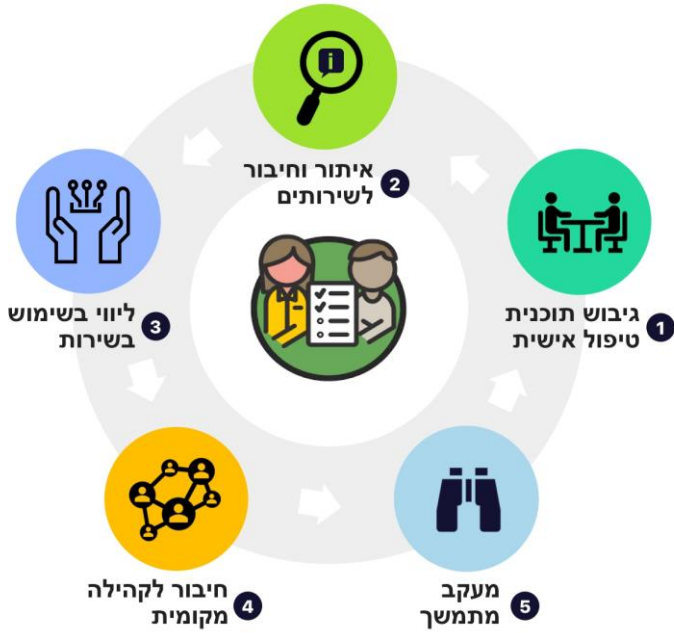 1 גיבוש תוכנית
טיפול אישית
2 איתור וחיבור
לשירותים
3 ליווי בשימוש
בשירות
4 חיבור לקהילה
מקומית
5 מעקב
מתמשך